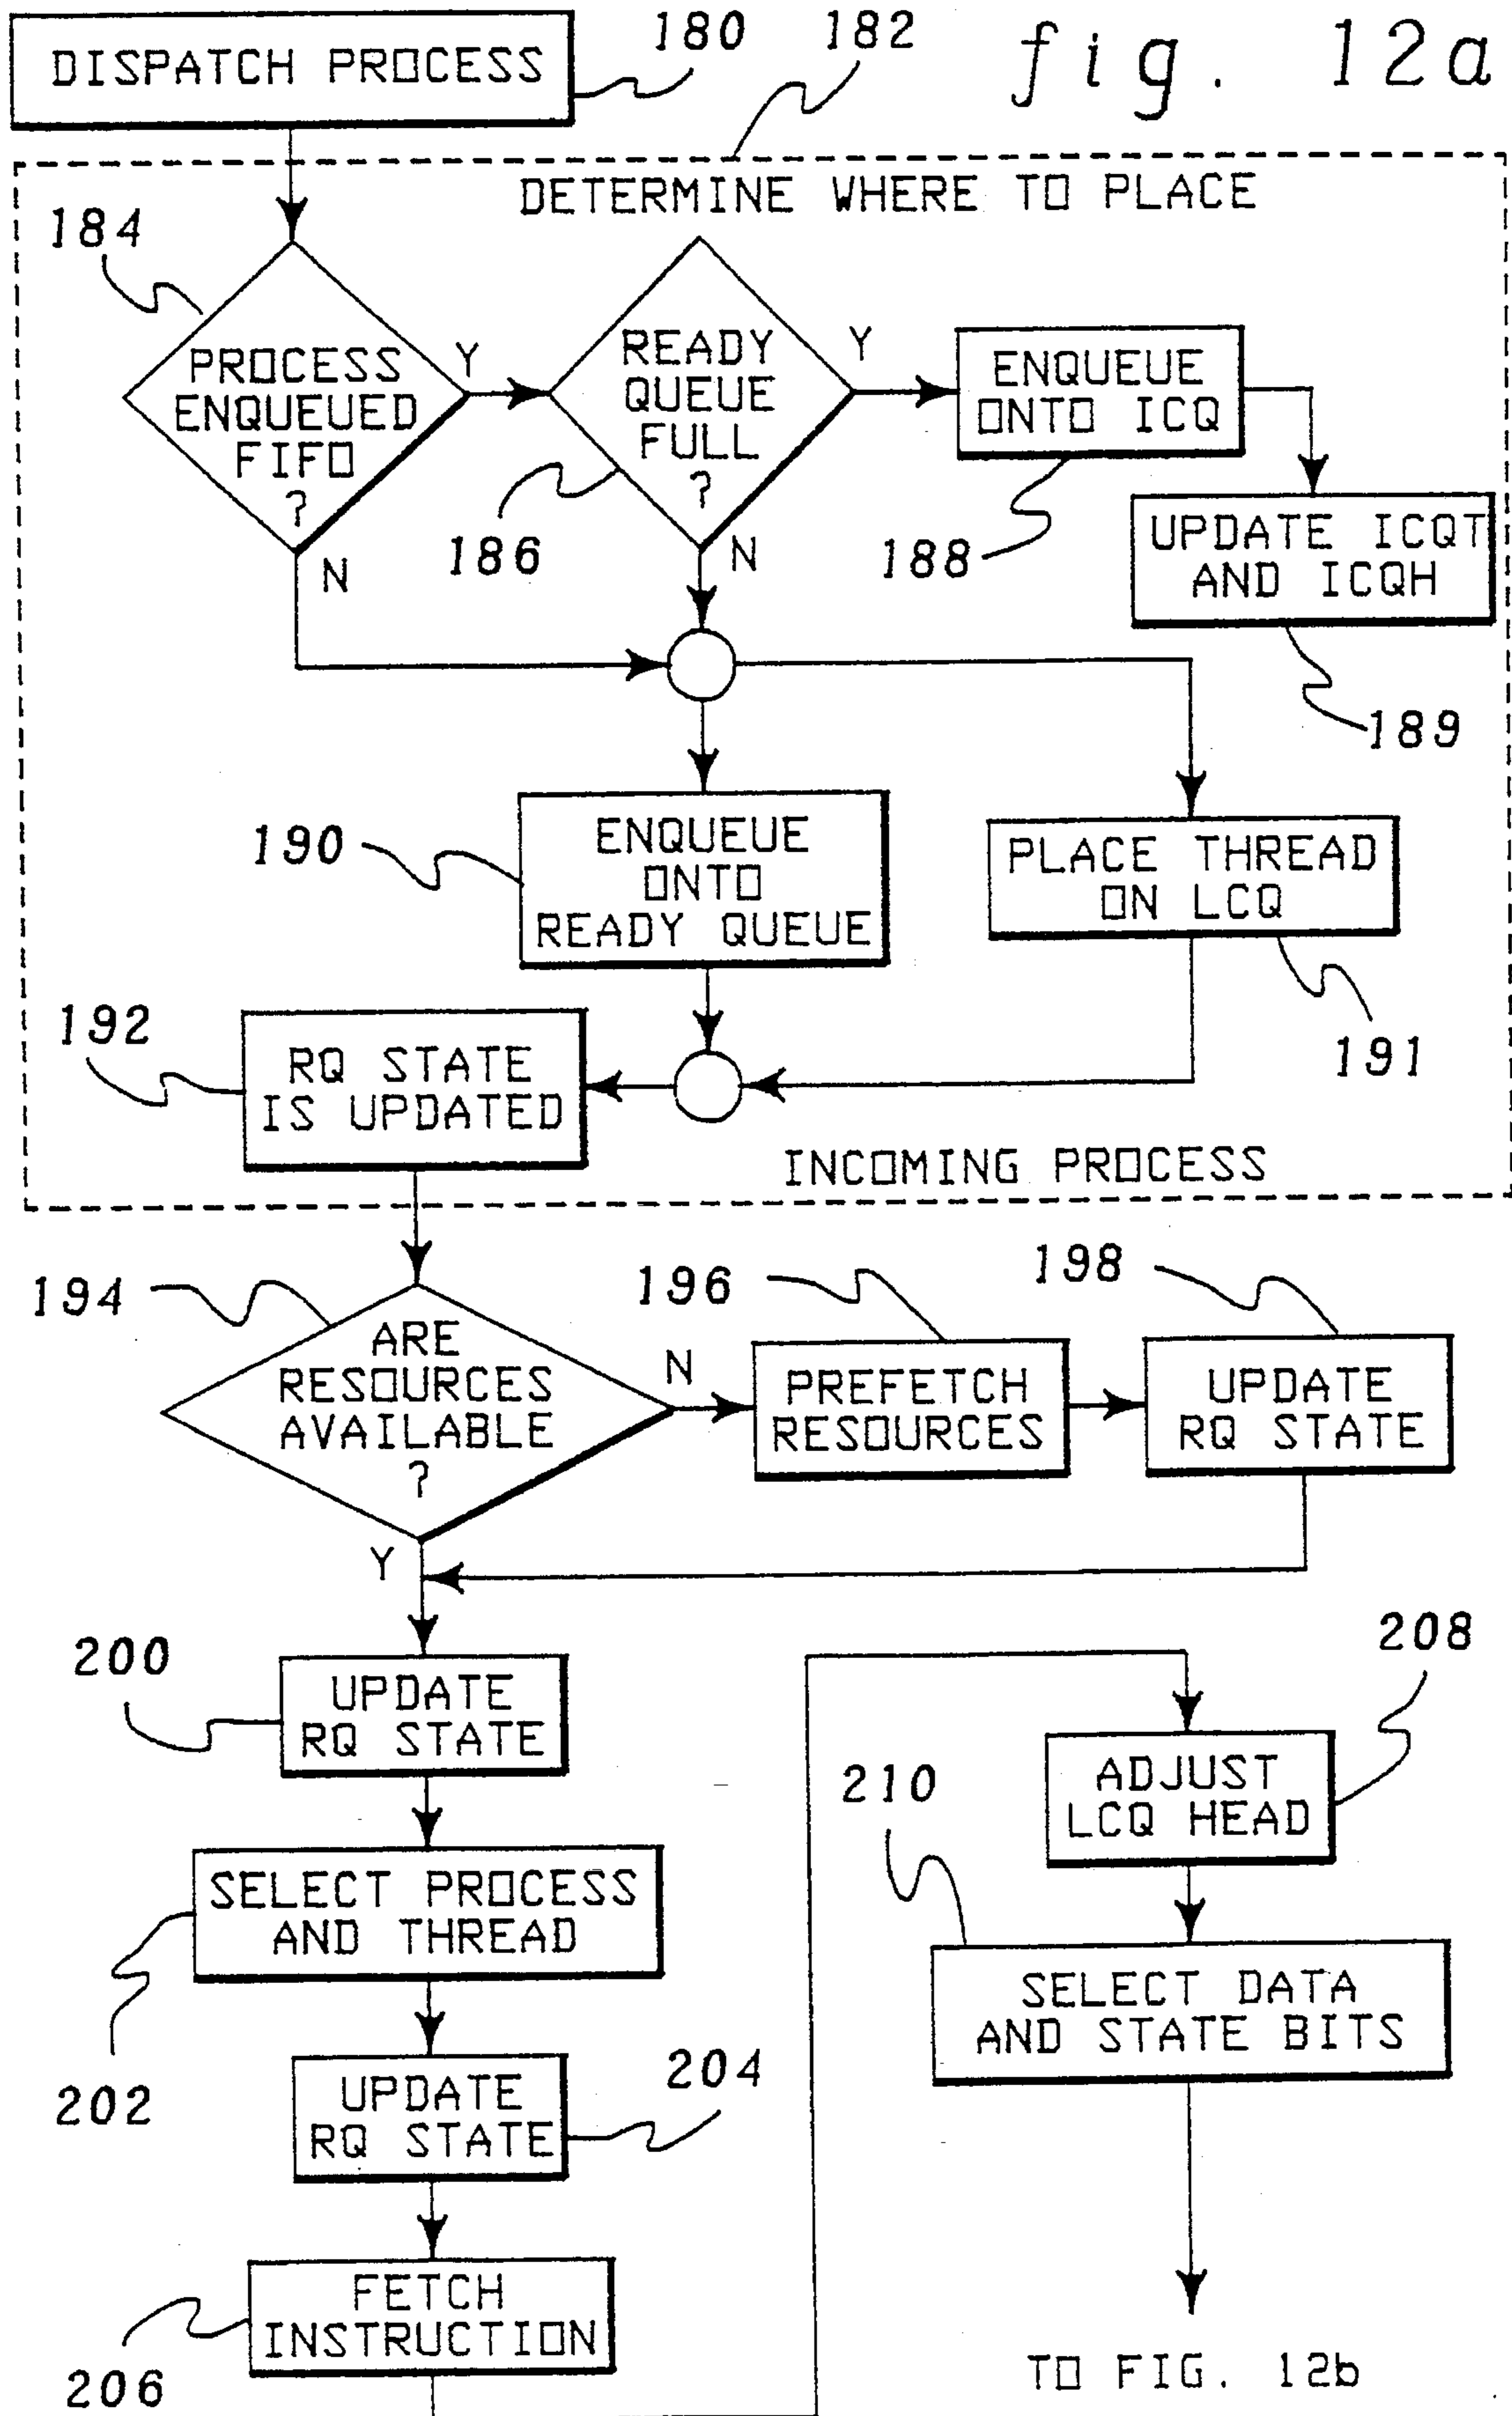 fig. 12a
DISPATCH PROCESS
180
182
DETERMINE WHERE TO PLACE
184
PROCESS
ENQUEUED
FIFO
?
Y
N
READY
QUEUE
FULL
?
Y
N
186
ENQUEUE
ONTO ICQ
188
UPDATE ICQT
AND ICQH
189
190
ENQUEUE
ONTO
READY QUEUE
PLACE THREAD
ON LCQ
191
192
RQ STATE
IS UPDATED
INCOMING PROCESS
194
ARE
RESOURCES
AVAILABLE
?
N
Y
196
PREFETCH
RESOURCES
198
UPDATE
RQ STATE
200
UPDATE
RQ STATE
SELECT PROCESS
AND THREAD
202
UPDATE
RQ STATE
204
FETCH
INSTRUCTION
206
208
ADJUST
LCQ HEAD
210
SELECT DATA
AND STATE BITS
TO FIG. 12b